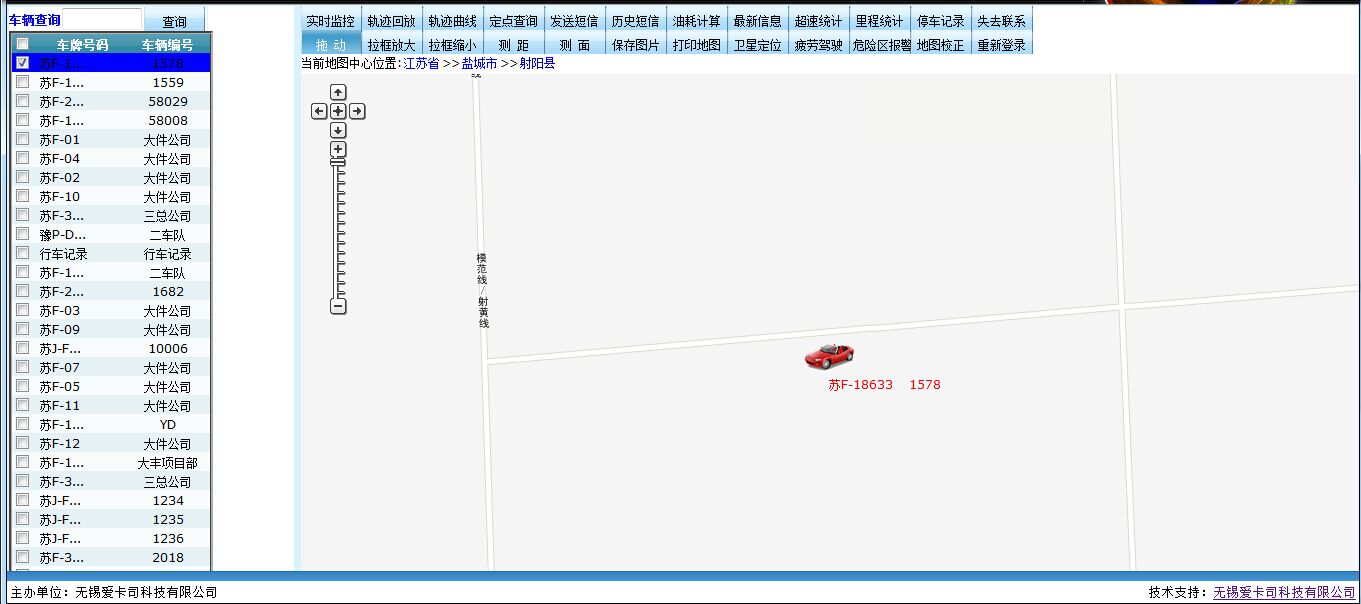 车辆查询 查询
车牌号码 车辆编号
苏F-1... 1578
苏F-1... 1559
苏F-2... 58029
苏F-1... 58008
苏F-01 大件公司
苏F-04 大件公司
苏F-02 大件公司
苏F-10 大件公司
苏F-3... 三总公司
豫P-D... 二车队
行车记录 行车记录
苏F-1... 二车队
苏F-2... 1682
苏F-03 大件公司
苏F-09 大件公司
苏J-F... 10006
苏F-07 大件公司
苏F-05 大件公司
苏F-11 大件公司
苏F-1... YD
苏F-12 大件公司
苏F-1... 大丰项目部
苏F-3... 三总公司
苏J-F... 1234
苏J-F... 1235
苏J-F... 1236
苏F-3... 2018
实时监控 轨迹回放 轨迹曲线 定点查询 发送短信 历史短信 油耗计算 最新信息 超速统计 里程统计 停车记录 失去联系
拖 动 拉框放大 拉框缩小 测 距 测 面 保存图片 打印地图 卫星定位 疲劳驾驶 危险区报警 地图校正 重新登录
当前地图中心位置:江苏省 >>盐城市 >>射阳县
线
模范线/射黄线
苏F-18633 1578
主办单位：无锡爱卡司科技有限公司
技术支持：无锡爱卡司科技有限公司